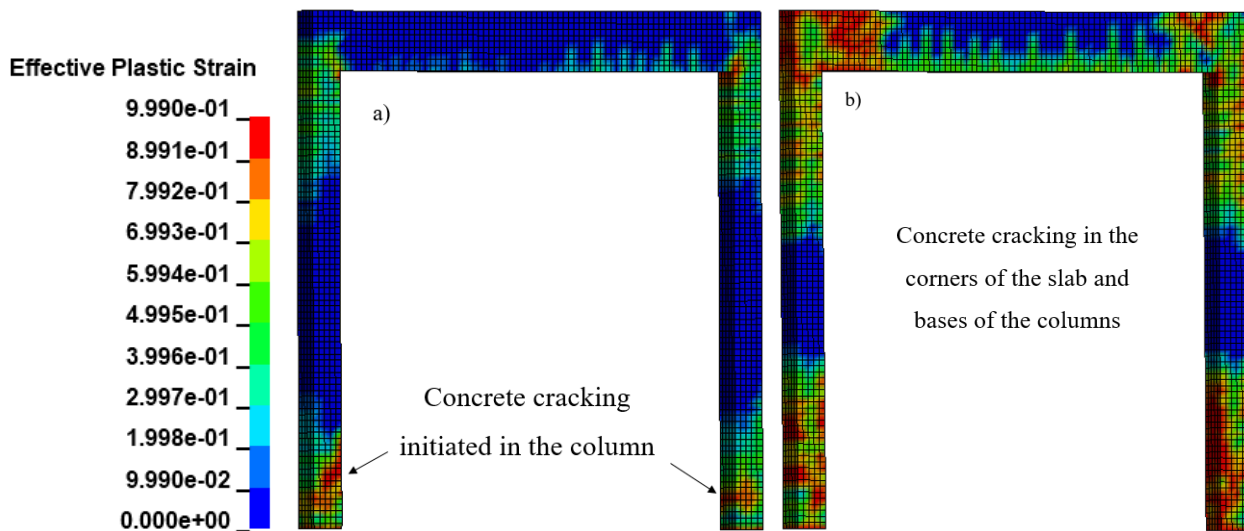 Effective Plastic Strain
9.990e-01
8.991e-01
7.992e-01
6.993e-01
5.994e-01
4.995e-01
3.996e-01
2.997e-01
1.998e-01
9.990e-02
0.000e+00
a)
Concrete cracking
initiated in the column
b)
Concrete cracking in the
corners of the slab and
bases of the columns